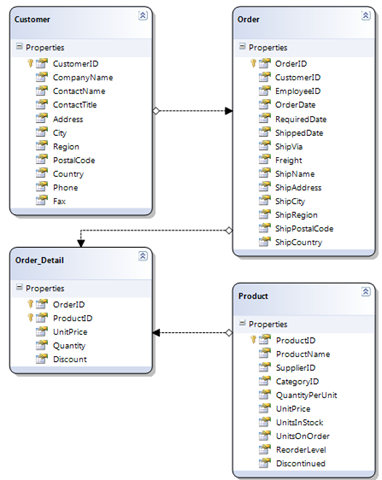 Customer
Properties
CustomerID
CompanyName
ContactName
ContactTitle
Address
City
Region
PostalCode
Country
Phone
Fax
Order
Properties
OrderID
CustomerID
EmployeeID
OrderDate
RequiredDate
ShippedDate
ShipVia
Freight
ShipName
ShipAddress
ShipCity
ShipRegion
ShipPostalCode
ShipCountry
Order_Detail
Properties
OrderID
ProductID
UnitPrice
Quantity
Discount
Product
Properties
ProductID
ProductName
SupplierID
CategoryID
QuantityPerUnit
UnitPrice
UnitsInStock
UnitsOnOrder
ReorderLevel
Discontinued